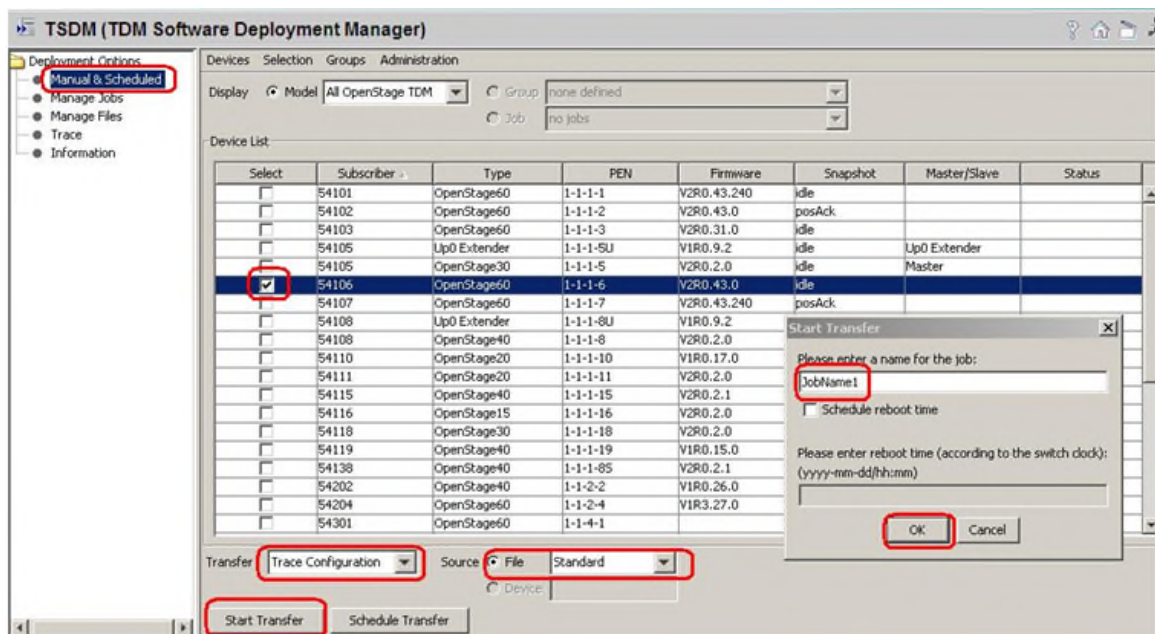 TSDM (TDM Software Deployment Manager)
Deployment Options
Manual & Scheduled
Manage Jobs
Manage Files
Trace
Information
Devices Selection Groups Administration
Display Model All OpenStage TDM Group none defined
Job no jobs
Device List
Select Subscriber Type PEN Firmware Snapshot Master/Slave Status
54101 OpenStage60 1-1-1-1 V2R0.43.240 idle
54102 OpenStage60 1-1-1-2 V2R0.43.0 posAck
54103 OpenStage60 1-1-1-3 V2R0.31.0 idle
54105 Up0 Extender 1-1-1-5U V1R0.9.2 idle Up0 Extender
54105 OpenStage30 1-1-1-5 V2R0.2.0 idle Master
54106 OpenStage60 1-1-1-6 V2R0.43.0 idle
54107 OpenStage60 1-1-1-7 V2R0.43.240 posAck
54108 Up0 Extender 1-1-1-8U V1R0.9.2
54108 OpenStage40 1-1-1-8 V2R0.2.0
54110 OpenStage20 1-1-1-10 V1R0.17.0
54111 OpenStage20 1-1-1-11 V2R0.2.0
54115 OpenStage40 1-1-1-15 V2R0.2.1
54116 OpenStage15 1-1-1-16 V2R0.2.0
54118 OpenStage30 1-1-1-18 V2R0.2.0
54119 OpenStage40 1-1-1-19 V1R0.15.0
54138 OpenStage40 1-1-1-85 V2R0.2.1
54202 OpenStage40 1-1-2-2 V1R0.26.0
54204 OpenStage60 1-1-2-4 V1R3.27.0
54301 OpenStage60 1-1-4-1
Start Transfer
Please enter a name for the job:
JobName1
Schedule reboot time
Please enter reboot time (according to the switch clock):
(yyyy-mm-dd/hh:mm)
OK Cancel
Transfer Trace Configuration Source File Standard
Device
Start Transfer Schedule Transfer